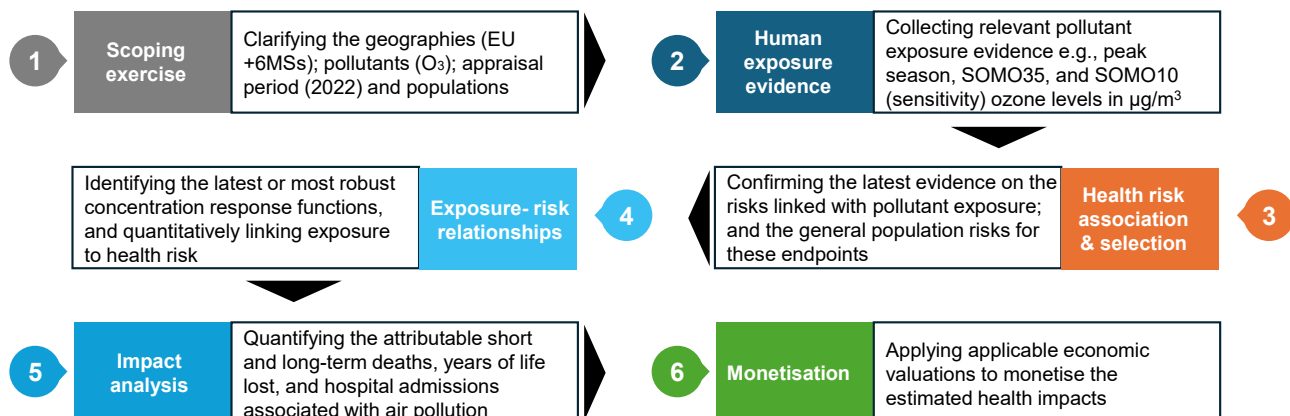 1
Scoping
exercise
Clarifying the geographies (EU
+6MSs); pollutants (O₃); appraisal
period (2022) and populations
2
Human
exposure
evidence
Collecting relevant pollutant
exposure evidence e.g., peak
season, SOMO35, and SOMO10
(sensitivity) ozone levels in µg/m³
3
Health risk
association
& selection
Confirming the latest evidence on the
risks linked with pollutant exposure;
and the general population risks for
these endpoints
4
Exposure- risk
relationships
Identifying the latest or most robust
concentration response functions,
and quantitatively linking exposure
to health risk
5
Impact
analysis
Quantifying the attributable short
and long-term deaths, years of life
lost, and hospital admissions
associated with air pollution
6
Monetisation
Applying applicable economic
valuations to monetise the
estimated health impacts